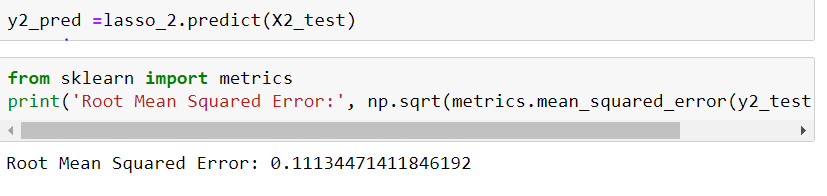 y2_pred =lasso_2.predict(X2_test)
from sklearn import metrics
print('Root Mean Squared Error:', np.sqrt(metrics.mean_squared_error(y2_test
Root Mean Squared Error: 0.11134471411846192